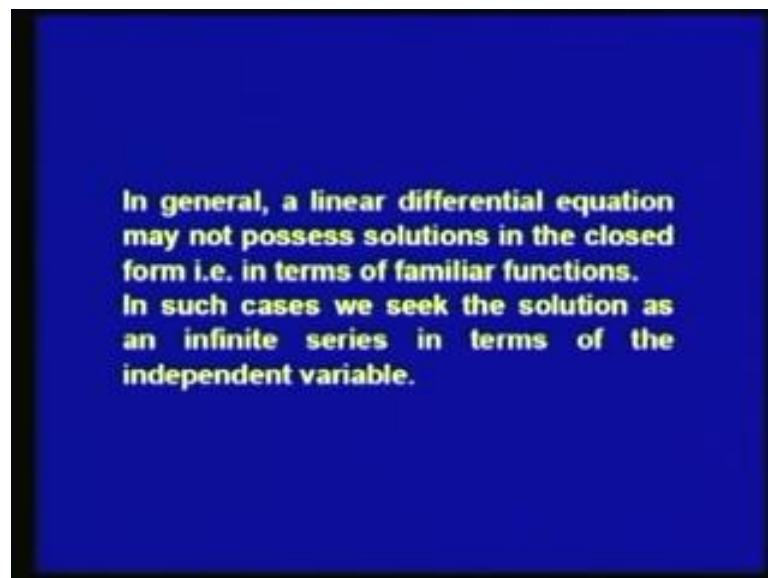 In general, a linear differential equation
may not possess solutions in the closed
form i.e. in terms of familiar functions.
In such cases we seek the solution as
an infinite series in terms of the
independent variable.